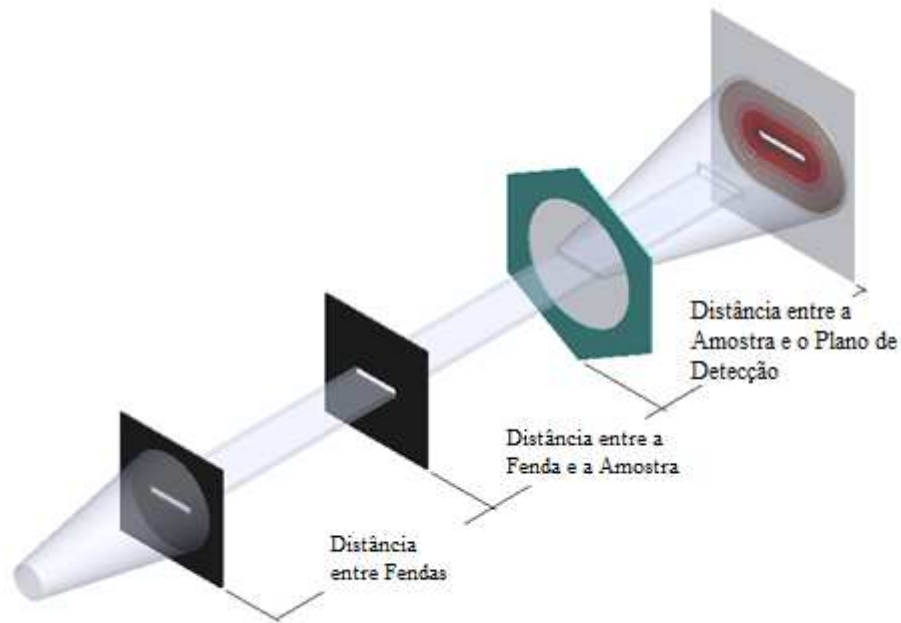 Distância entre a
Amostra e o Plano de
Detecção
Distância entre a
Fenda e a Amostra
Distância
entre Fendas